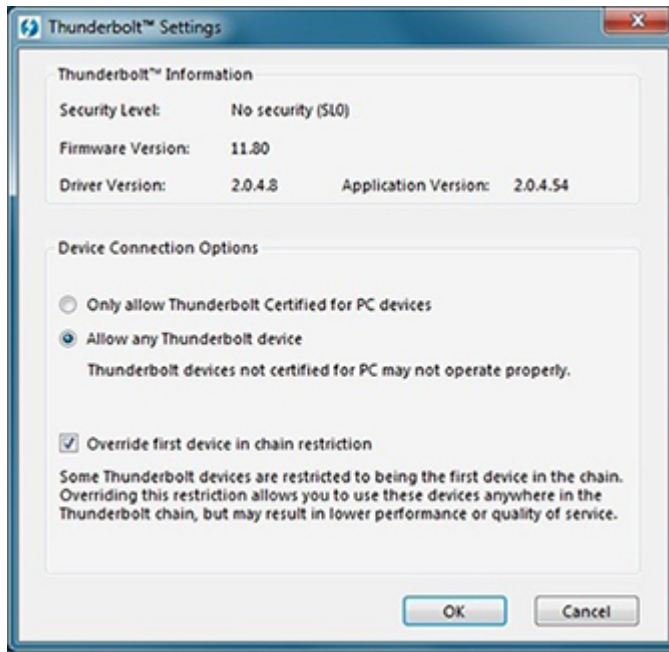 Thunderbolt™ Settings
Thunderbolt™ Information
Security Level: No security (SL0)
Firmware Version: 11.80
Driver Version: 2.0.4.8 Application Version: 2.0.4.54
Device Connection Options
Only allow Thunderbolt Certified for PC devices
Allow any Thunderbolt device
Thunderbolt devices not certified for PC may not operate properly.
Override first device in chain restriction
Some Thunderbolt devices are restricted to being the first device in the chain.
Overriding this restriction allows you to use these devices anywhere in the
Thunderbolt chain, but may result in lower performance or quality of service.
OK Cancel